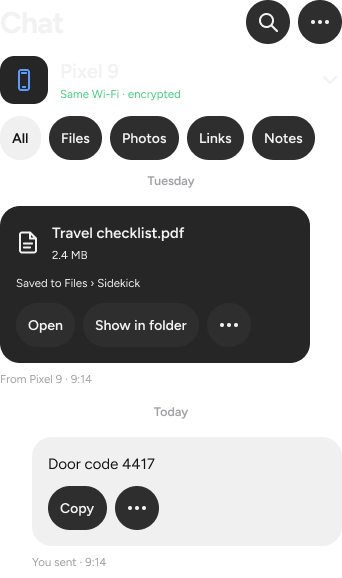 Chat
Pixel 9
Same Wi-Fi · encrypted
All Files Photos Links Notes
Tuesday
Travel checklist.pdf
2.4 MB
Saved to Files › Sidekick
Open Show in folder
From Pixel 9 · 9:14
Today
Door code 4417
Copy
You sent · 9:14